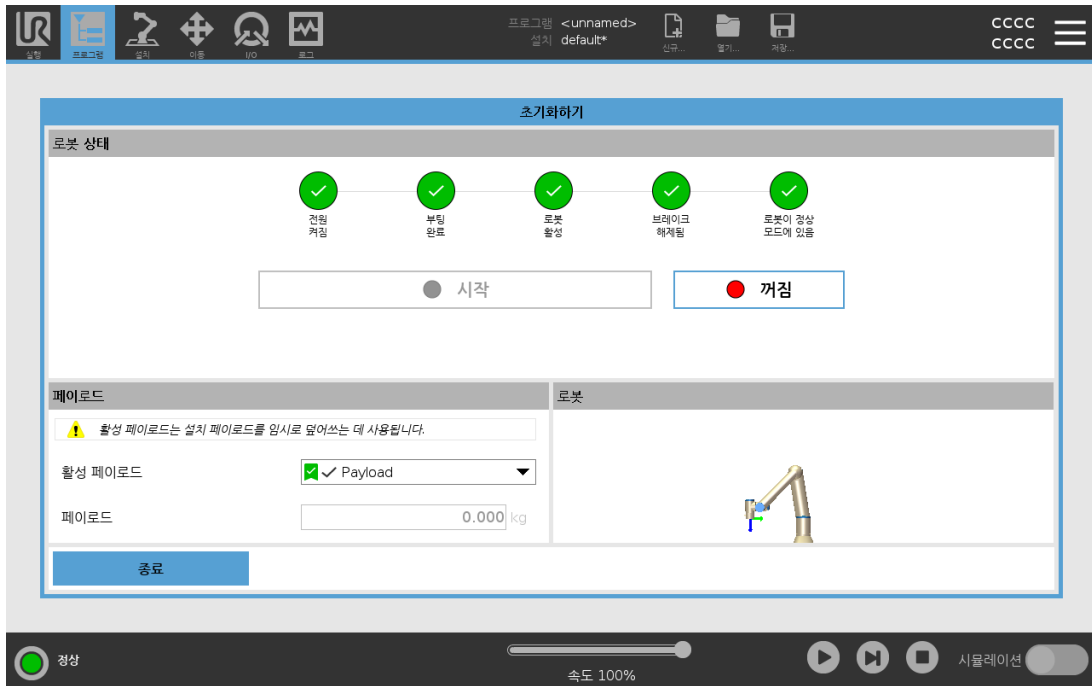 UR
프로그램 <unnamed>
설치 default*
cccc
cccc
실행
프로그램
설치
이동
I/O
로그
신규...
열기...
저장...
초기화하기
로봇 상태
전원
켜짐
부팅
완료
로봇
활성
브레이크
해제됨
로봇이 정상
모드에 있음
시작
꺼짐
페이로드
로봇
활성 페이로드는 설치 페이로드를 임시로 덮어쓰는 데 사용됩니다.
활성 페이로드
Payload
페이로드
0.000 kg
종료
정상
속도 100%
시뮬레이션